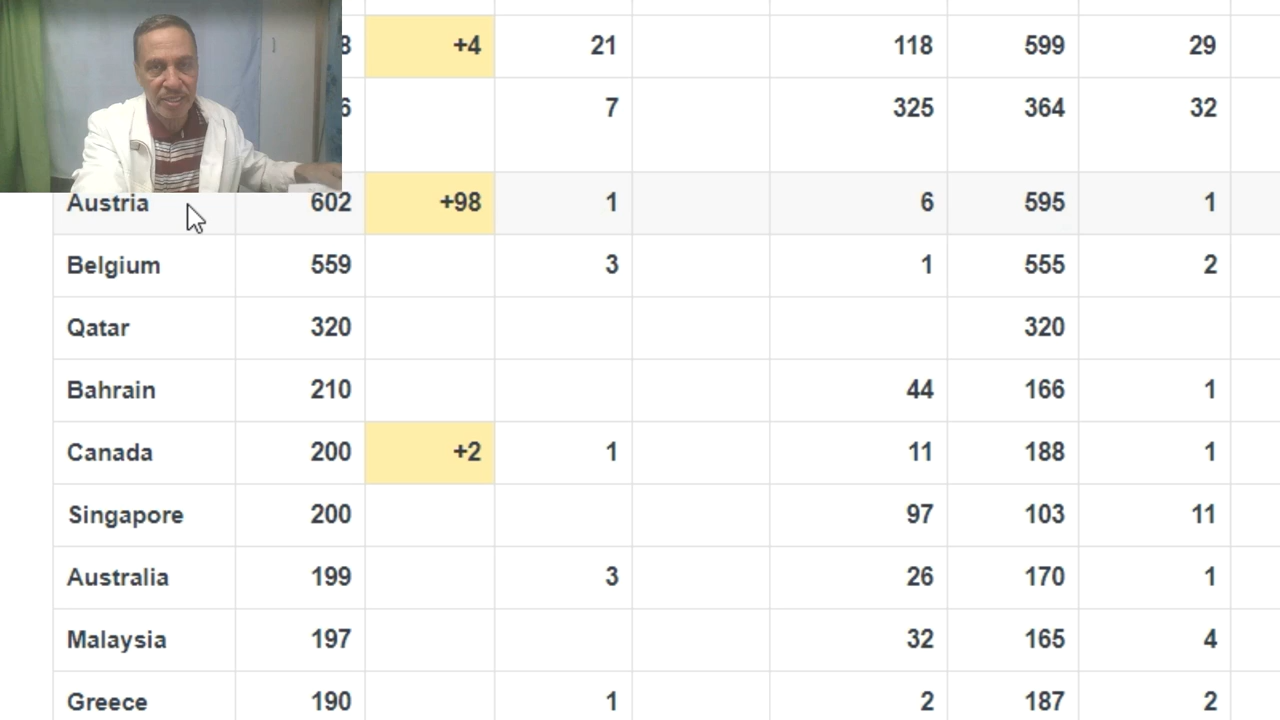 8 +4 21 118 599 29
6 7 325 364 32
Austria 602 +98 1 6 595 1
Belgium 559 3 1 555 2
Qatar 320 320
Bahrain 210 44 166 1
Canada 200 +2 1 11 188 1
Singapore 200 97 103 11
Australia 199 3 26 170 1
Malaysia 197 32 165 4
Greece 190 1 2 187 2